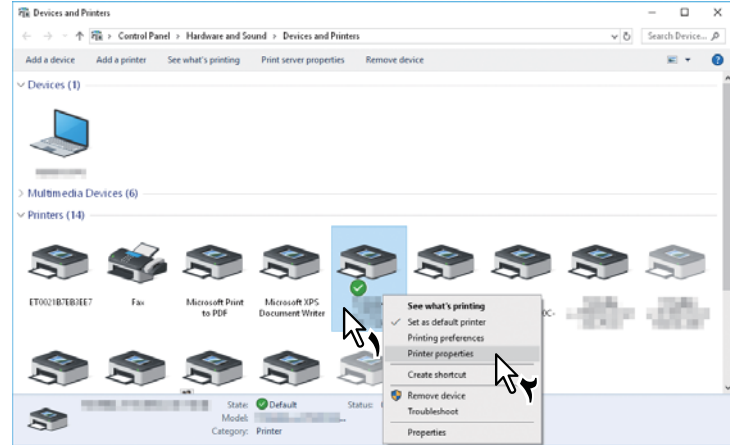 Devices and Printers
Control Panel > Hardware and Sound > Devices and Printers
Search Device...
Add a device Add a printer See what's printing Print server properties Remove device
Devices (1)
Multimedia Devices (6)
Printers (14)
ET0021B7EB3EE7
Fax
Microsoft Print
to PDF
Microsoft XPS
Document Writer
See what's printing
Set as default printer
Printing preferences
Printer properties
Create shortcut
Remove device
Troubleshoot
Properties
١
٢
State: Default Status:
Model:
Category: Printer